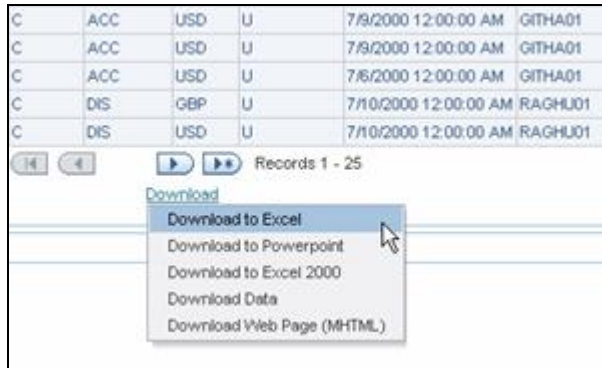 C ACC USD U 7/9/2000 12:00:00 AM GITHA01
C ACC USD U 7/9/2000 12:00:00 AM GITHA01
C ACC USD U 7/6/2000 12:00:00 AM GITHA01
C DIS GBP U 7/10/2000 12:00:00 AM RAGHU01
C DIS USD U 7/10/2000 12:00:00 AM RAGHU01
Records 1 - 25
Download
Download to Excel
Download to Powerpoint
Download to Excel 2000
Download Data
Download Web Page (MHTML)